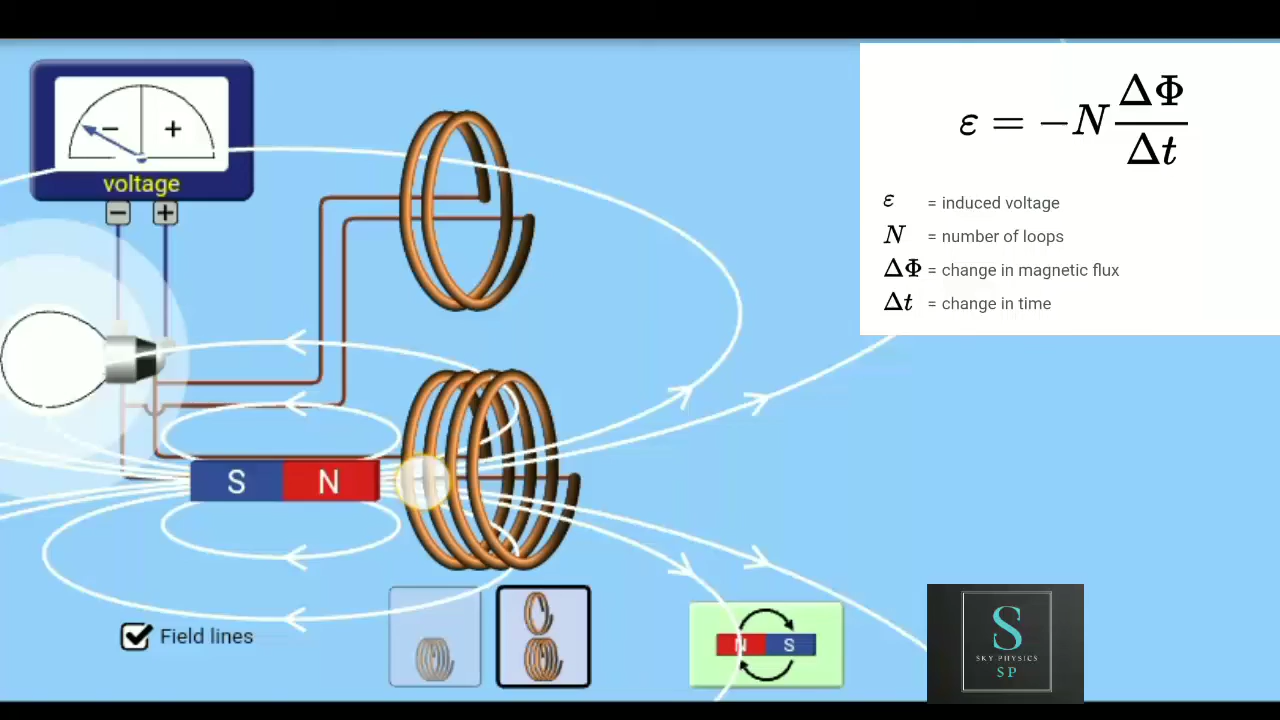 − +
voltage
− +
ε = −N ΔΦ/Δt
ε = induced voltage
N = number of loops
ΔΦ = change in magnetic flux
Δt = change in time
S N
Field lines
N S
S
SKY PHYSICS
SP